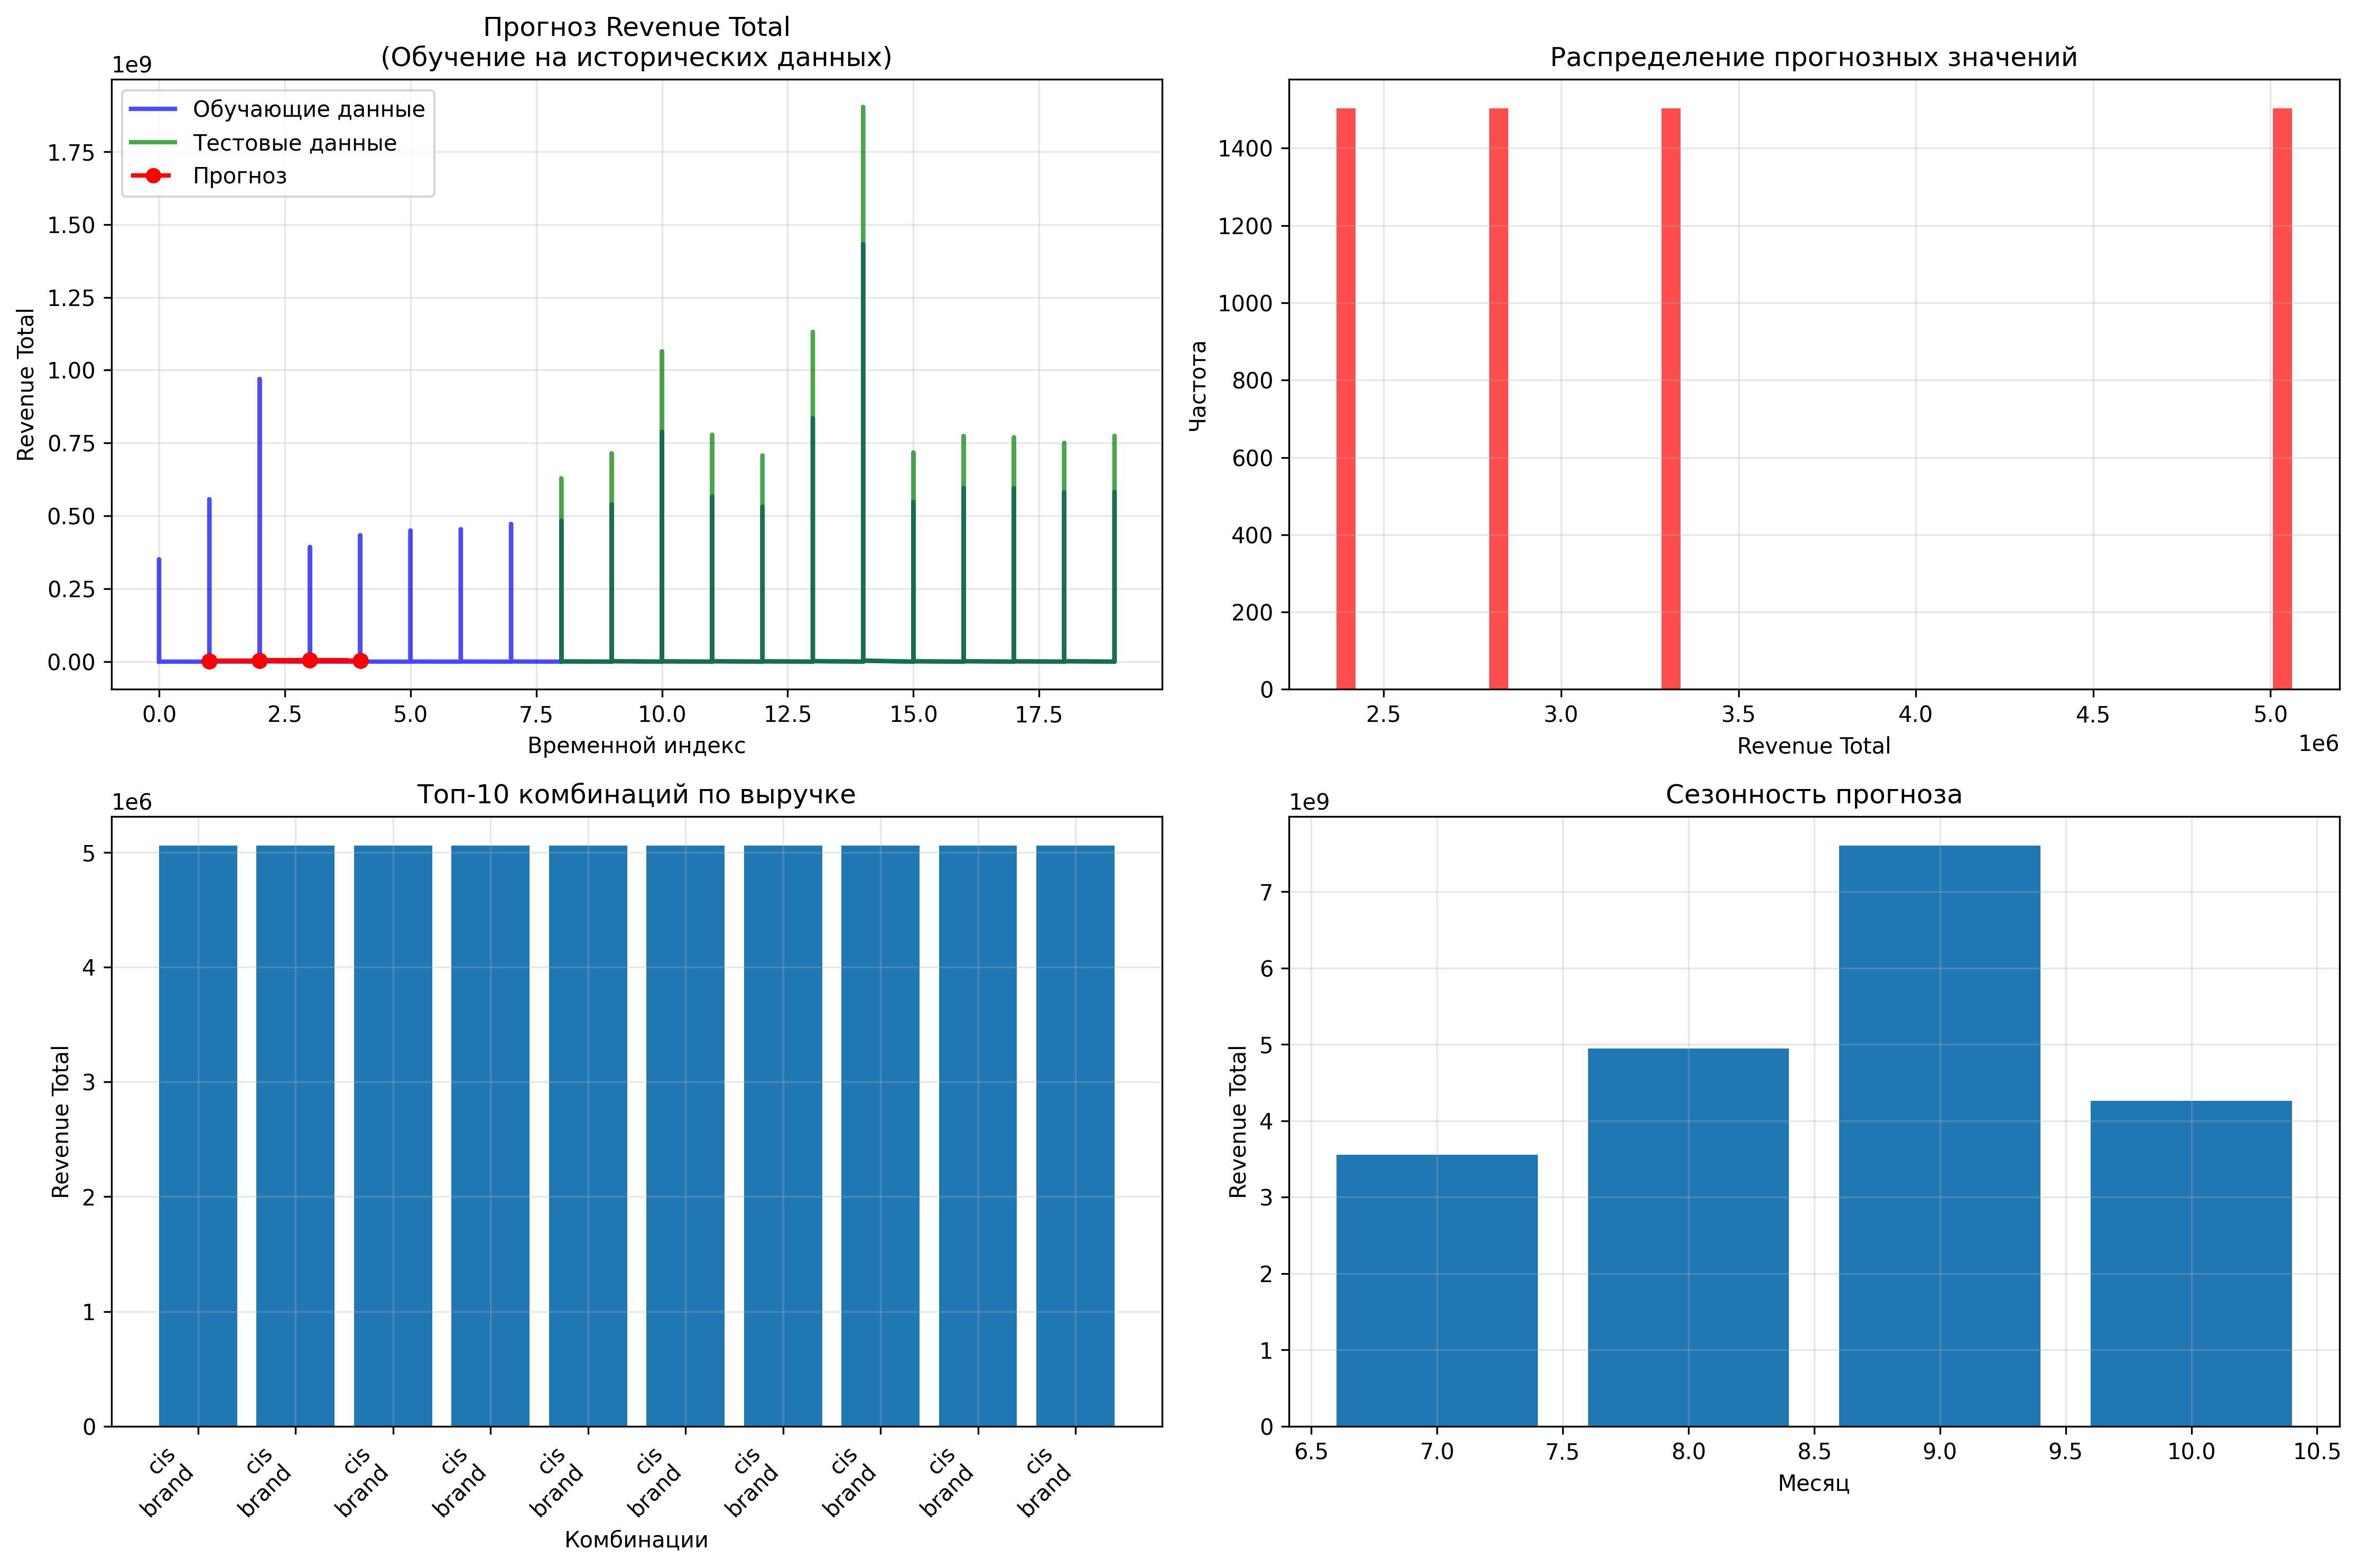 Прогноз Revenue Total
(Обучение на исторических данных)
1e9
Обучающие данные
Тестовые данные
Прогноз
1.75
1.50
1.25
1.00
0.75
0.50
0.25
0.00
Revenue Total
0.0 2.5 5.0 7.5 10.0 12.5 15.0 17.5
Временной индекс
Распределение прогнозных значений
1400
1200
1000
800
600
400
200
0
Частота
2.5 3.0 3.5 4.0 4.5 5.0
1e6
Revenue Total
Топ-10 комбинаций по выручке
1e6
5
4
3
2
1
0
Revenue Total
cis
brand
cis
brand
cis
brand
cis
brand
cis
brand
cis
brand
cis
brand
cis
brand
cis
brand
cis
brand
Комбинации
Сезонность прогноза
1e9
7
6
5
4
3
2
1
0
Revenue Total
6.5 7.0 7.5 8.0 8.5 9.0 9.5 10.0 10.5
Месяц